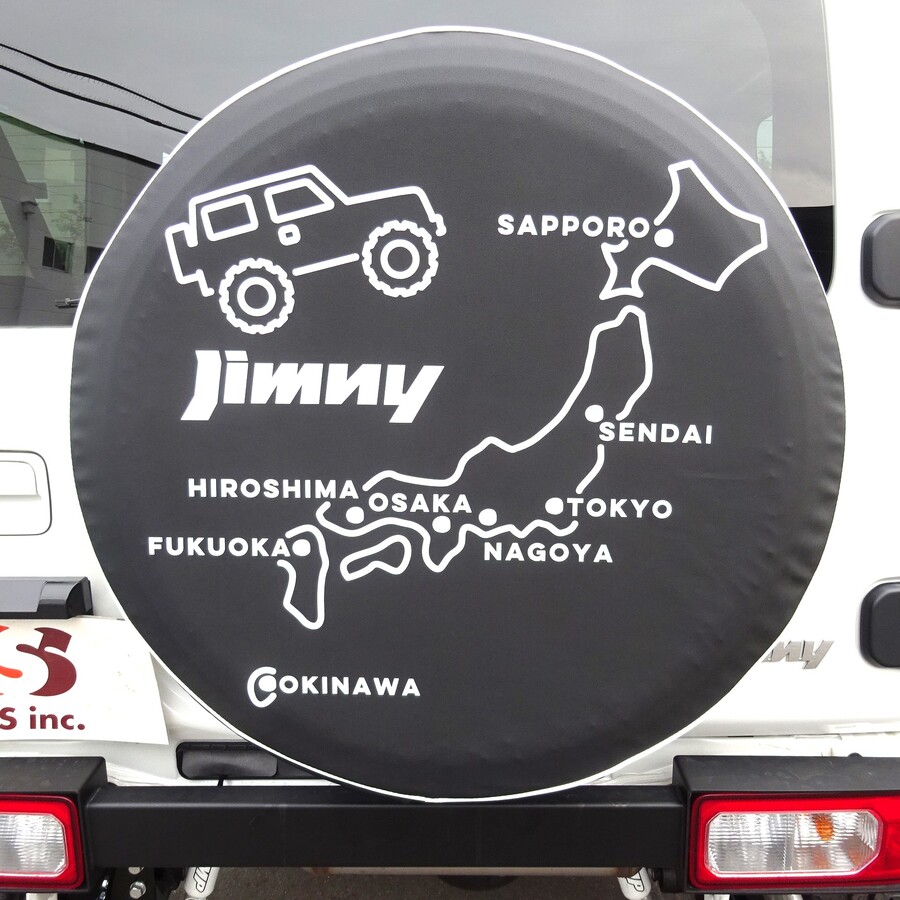 SAPPORO
Jimny
SENDAI
HIROSHIMA
OSAKA
TOKYO
FUKUOKA
NAGOYA
OKINAWA
S inc.